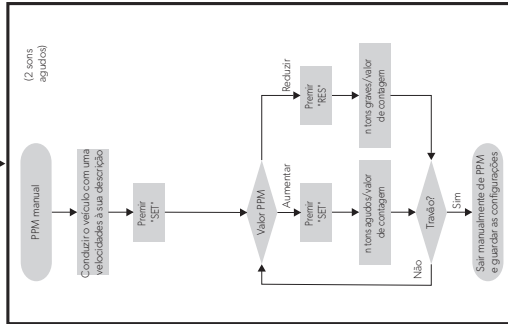 PPM manual
(2 sons
agudos)
Conduzir o veículo com uma
velocidades à sua descrição
Premir
"SET"
Valor PPM
Aumentar
Reduzir
Premir
"SET"
Premir
"RES"
n tons agudos/valor
de contagem
n tons graves/valor
de contagem
Travão?
Não
Sim
Sair manualmente de PPM
e guardar as configurações